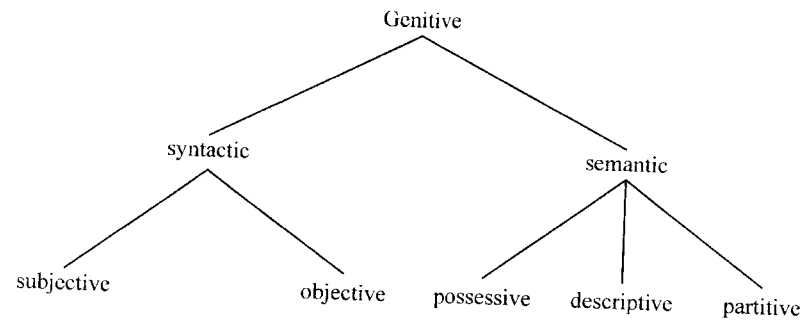 Genitive
syntactic
semantic
subjective
objective
possessive
descriptive
partitive